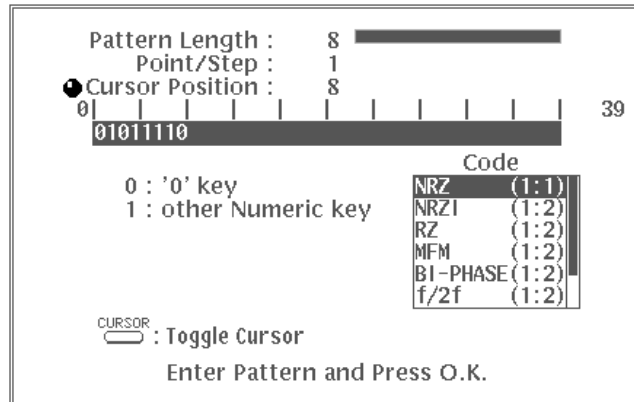 Pattern Length : 8
Point/Step : 1
Cursor Position : 8
0 39
01011110
Code
0 : '0' key
1 : other Numeric key
NRZ (1:1)
NRZI (1:2)
RZ (1:2)
MFM (1:2)
BI-PHASE(1:2)
f/2f (1:2)
CURSOR
: Toggle Cursor
Enter Pattern and Press O.K.